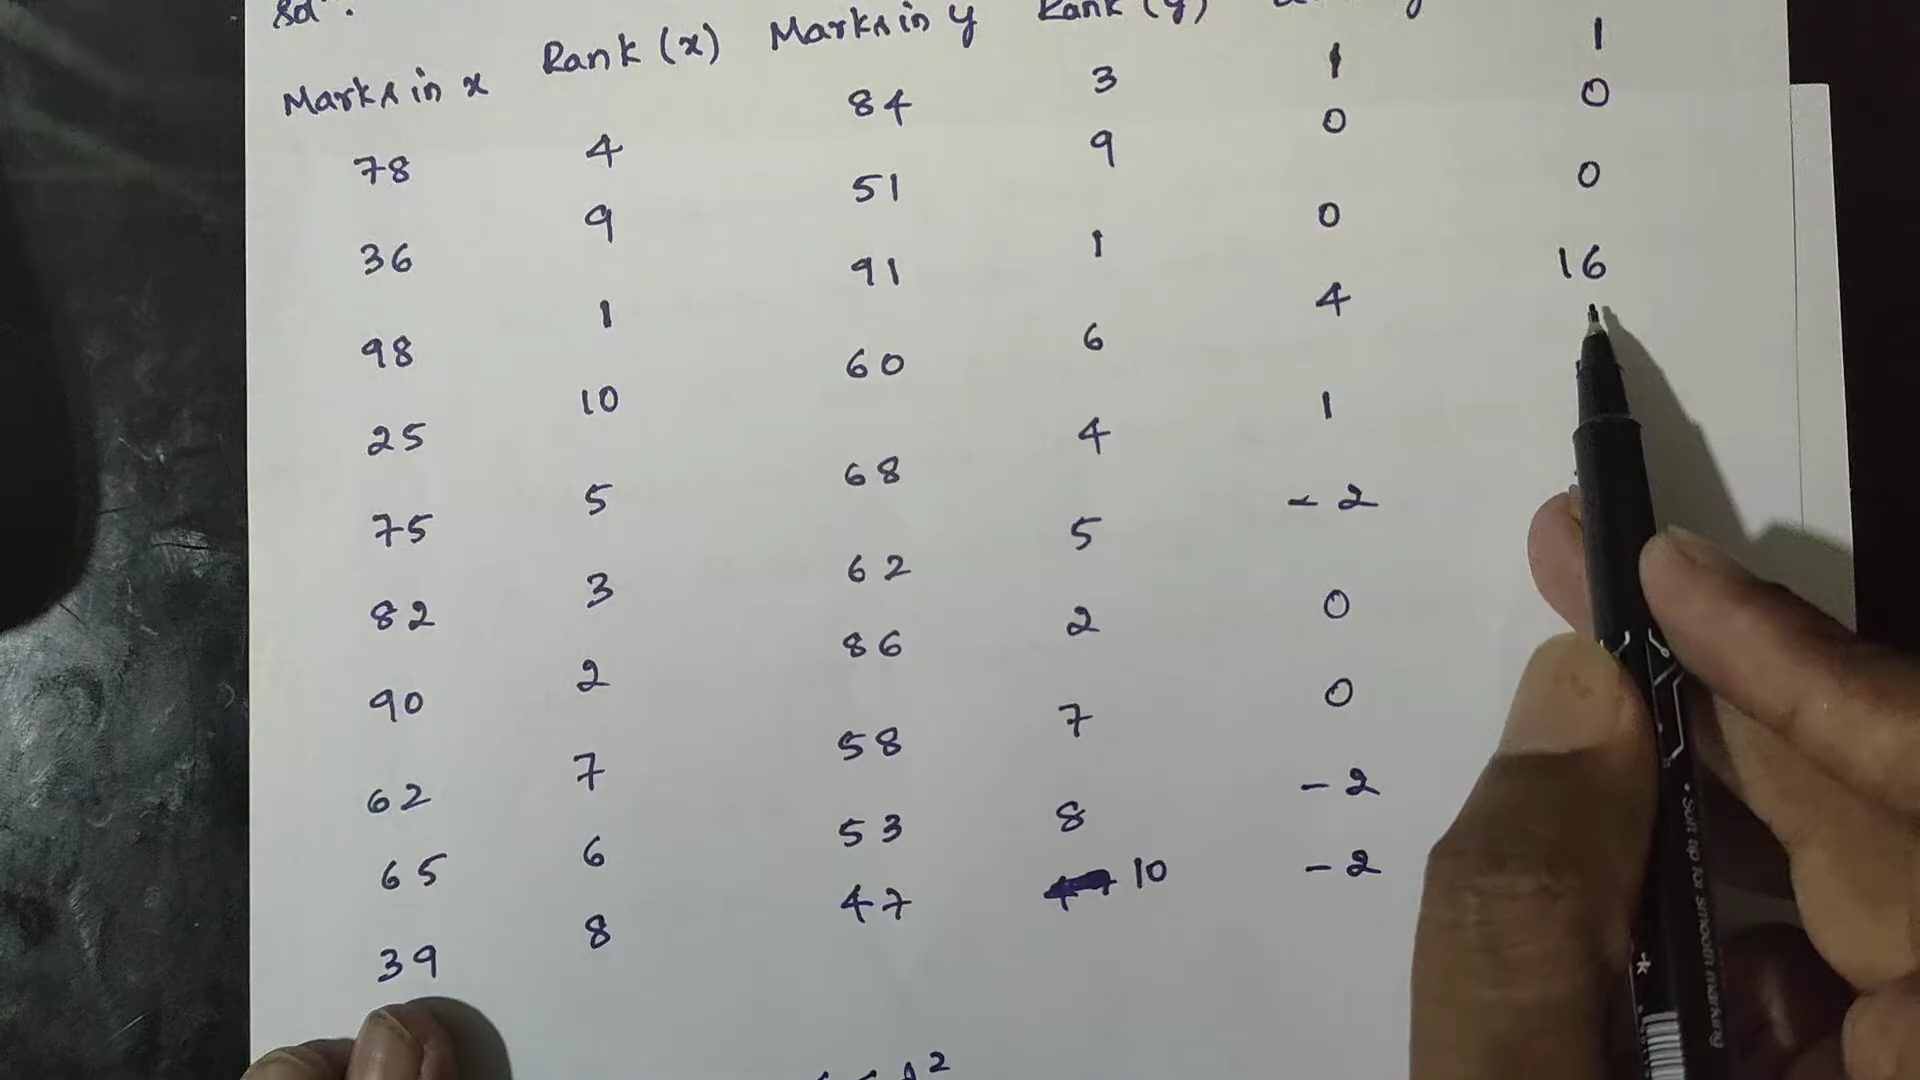 Marks in x Rank (x) Marks in y Rank (y)
78 4 84 3 1 1
36 9 51 9 0 0
98 1 91 1 0 0
25 10 60 6 4 16
75 5 68 4 1
82 3 62 5 - 2
90 2 86 2 0
62 7 58 7 0
65 6 53 8 - 2
39 8 47 10 - 2